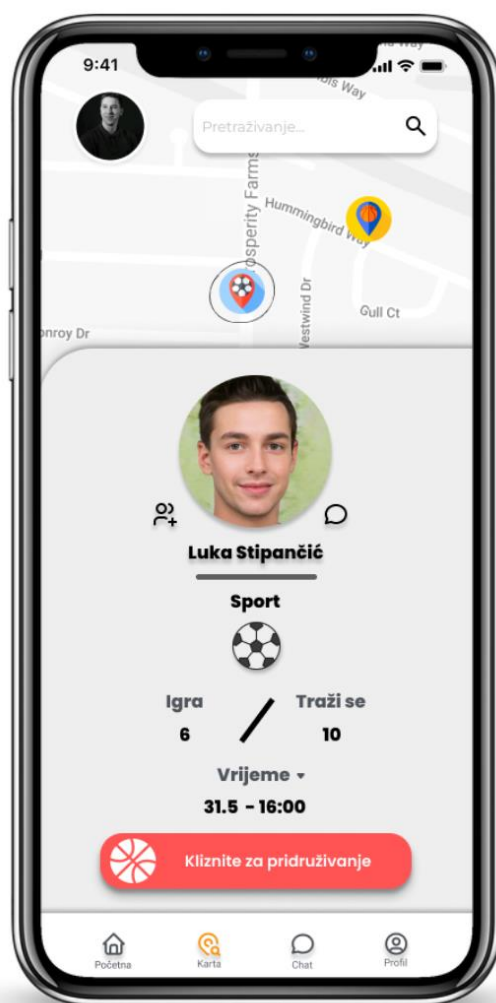 9:41
Pretraživanje...
Hummingbird Way
Westwind Dr
Gull Ct
Luka Stipančić
Sport
Igra
Traži se
6
10
Vrijeme
31.5 - 16:00
Kliznite za pridruživanje
Početna
Karta
Chat
Profil